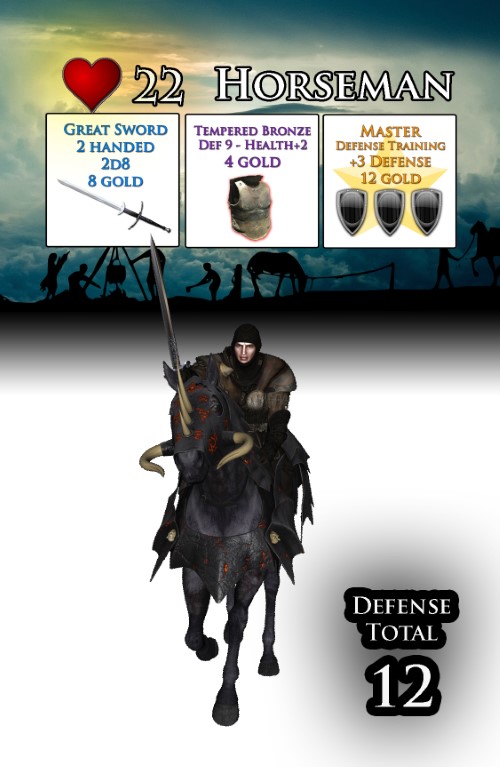 22 Horseman
Great Sword
2 handed
2d8
8 gold
Tempered Bronze
Def 9 - Health+2
4 gold
Master
Defense Training
+3 Defense
12 gold
Defense
Total
12